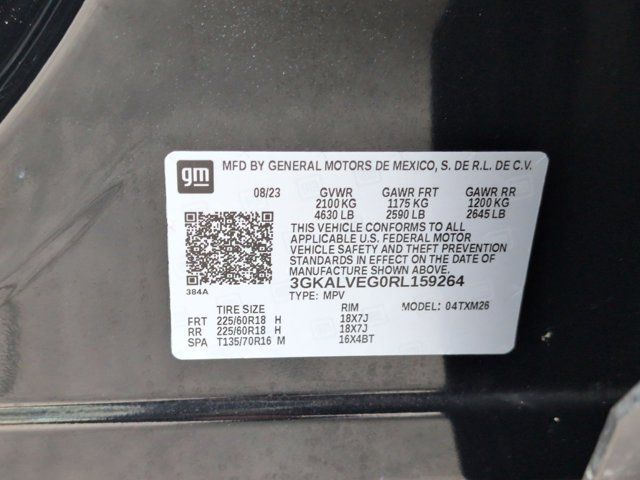 gm
MFD BY GENERAL MOTORS DE MEXICO, S. DE R.L. DE C.V.
08/23 GVWR GAWR FRT GAWR RR
2100 KG 1175 KG 1200 KG
4630 LB 2590 LB 2645 LB
THIS VEHICLE CONFORMS TO ALL
APPLICABLE U.S. FEDERAL MOTOR
VEHICLE SAFETY AND THEFT PREVENTION
STANDARDS IN EFFECT ON THE DATE OF
MANUFACTURE SHOWN ABOVE.
384A
3GKALVEG0RL159264
TYPE: MPV
TIRE SIZE RIM MODEL: 04TXM26
FRT 225/60R18 H 18X7J
RR 225/60R18 H 18X7J
SPA T135/70R16 M 16X4BT